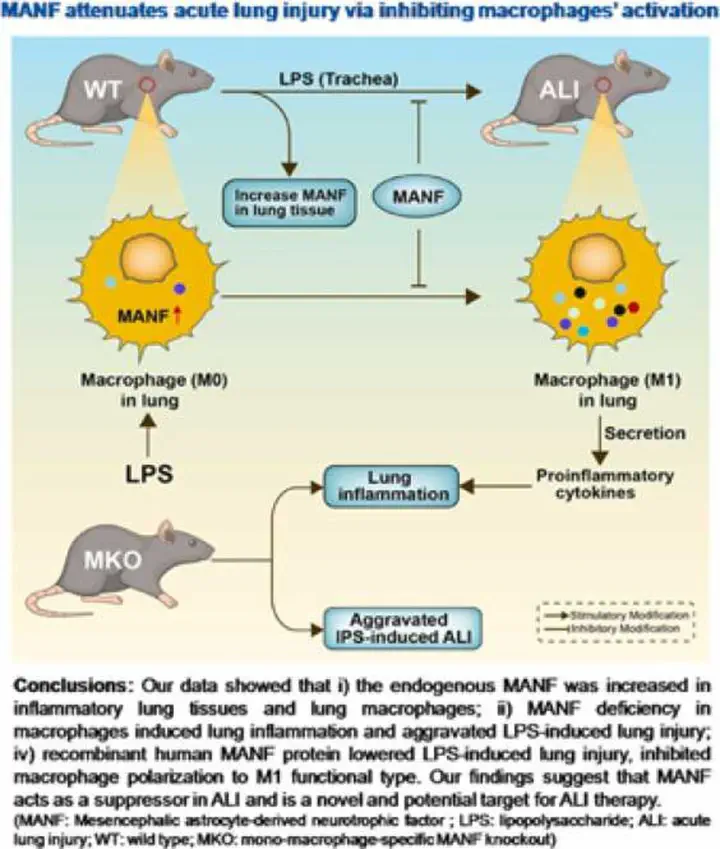 MANF attenuates acute lung injury via inhibiting macrophages' activation
WT
LPS (Trachea)
ALI
Increase MANF
in lung tissue
MANF
MANF
Macrophage (M0)
in lung
Macrophage (M1)
in lung
Secretion
LPS
Lung
inflammation
Proinflammatory
cytokines
MKO
Aggravated
IPS-induced ALI
Stimulatory Modification
Inhibitory Modification
Conclusions: Our data showed that i) the endogenous MANF was increased in
inflammatory lung tissues and lung macrophages; ii) MANF deficiency in
macrophages induced lung inflammation and aggravated LPS-induced lung injury;
iv) recombinant human MANF protein lowered LPS-induced lung injury, inhibited
macrophage polarization to M1 functional type. Our findings suggest that MANF
acts as a suppressor in ALI and is a novel and potential target for ALI therapy.
(MANF: Mesencephalic astrocyte-derived neurotrophic factor ; LPS: lipopolysaccharide; ALI: acute
lung injury; WT: wild type; MKO: mono-macrophage-specific MANF knockout)